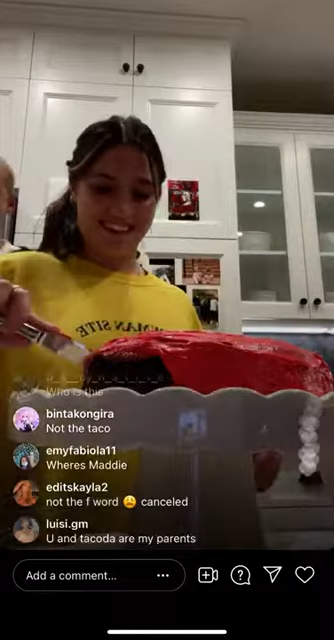 Who is this
bintakongira
Not the taco
emyfabiola11
Wheres Maddie
editskayla2
not the f word 😩 canceled
luisi.gm
U and tacoda are my parents
Add a comment...